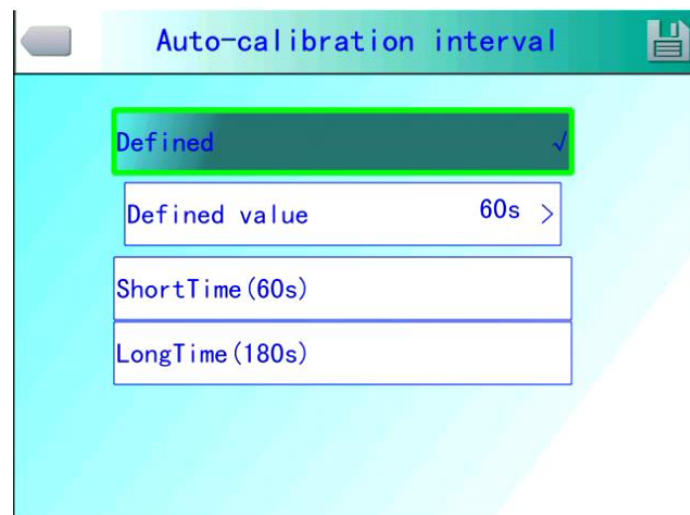 Auto-calibration interval
Defined √
Defined value 60s >
ShortTime(60s)
LongTime(180s)